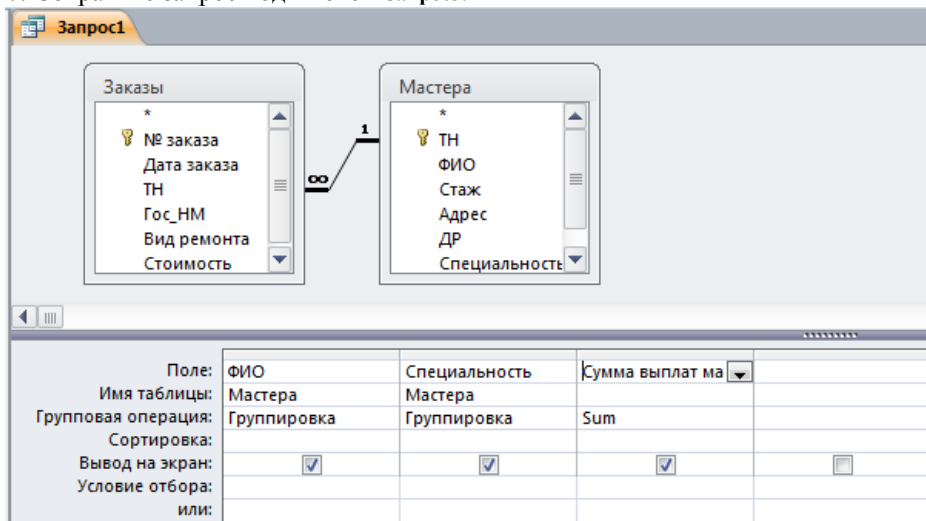 Запрос1
Заказы
*
№ заказа
Дата заказа
ТН
Гос_НМ
Вид ремонта
Стоимость
∞
1
Мастера
*
ТН
ФИО
Стаж
Адрес
ДР
Специальность
Поле: ФИО Специальность Сумма выплат ма
Имя таблицы: Мастера Мастера
Групповая операция: Группировка Группировка Sum
Сортировка:
Вывод на экран:
Условие отбора:
или: